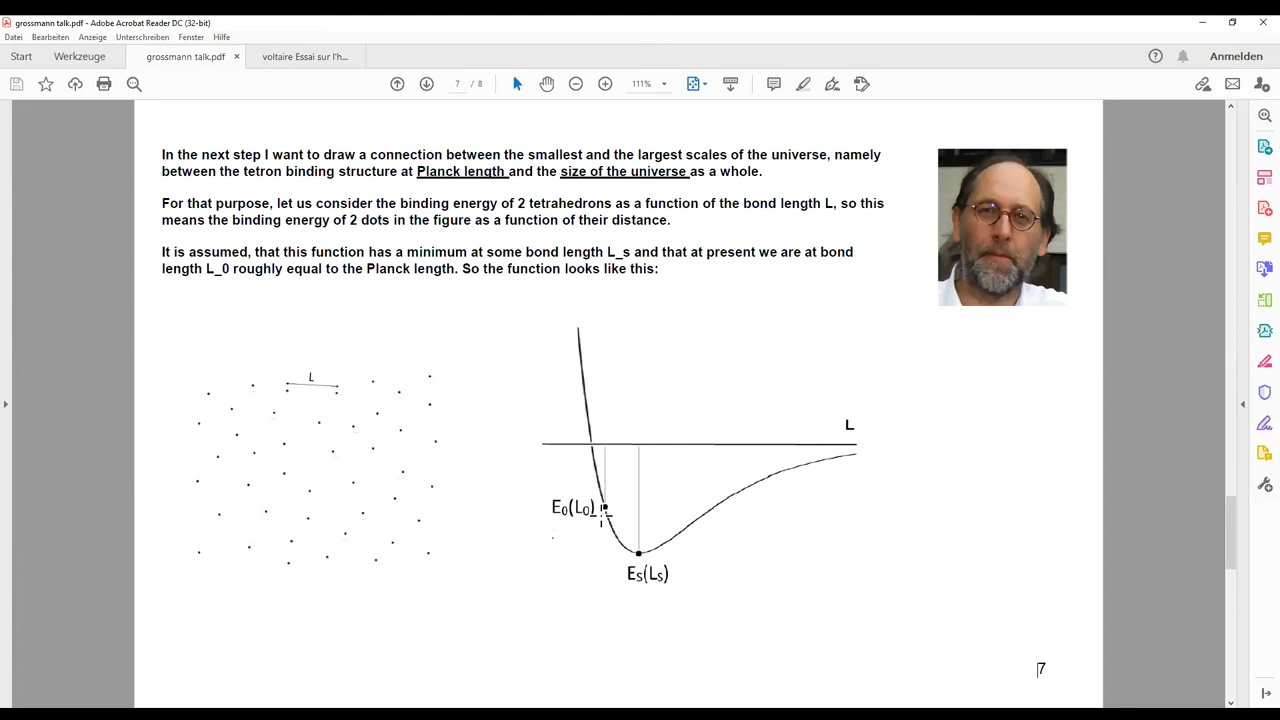 grossmann talk.pdf - Adobe Acrobat Reader DC (32-bit)
Datei Bearbeiten Anzeige Unterschreiben Fenster Hilfe
Start Werkzeuge grossmann talk.pdf × voltaire Essai sur l'h...
Anmelden
7 / 8 111%
In the next step I want to draw a connection between the smallest and the largest scales of the universe, namely
between the tetron binding structure at Planck length and the size of the universe as a whole.
For that purpose, let us consider the binding energy of 2 tetrahedrons as a function of the bond length L, so this
means the binding energy of 2 dots in the figure as a function of their distance.
It is assumed, that this function has a minimum at some bond length L_s and that at present we are at bond
length L_0 roughly equal to the Planck length. So the function looks like this:
L
L
E0(L0)
ES(LS)
7